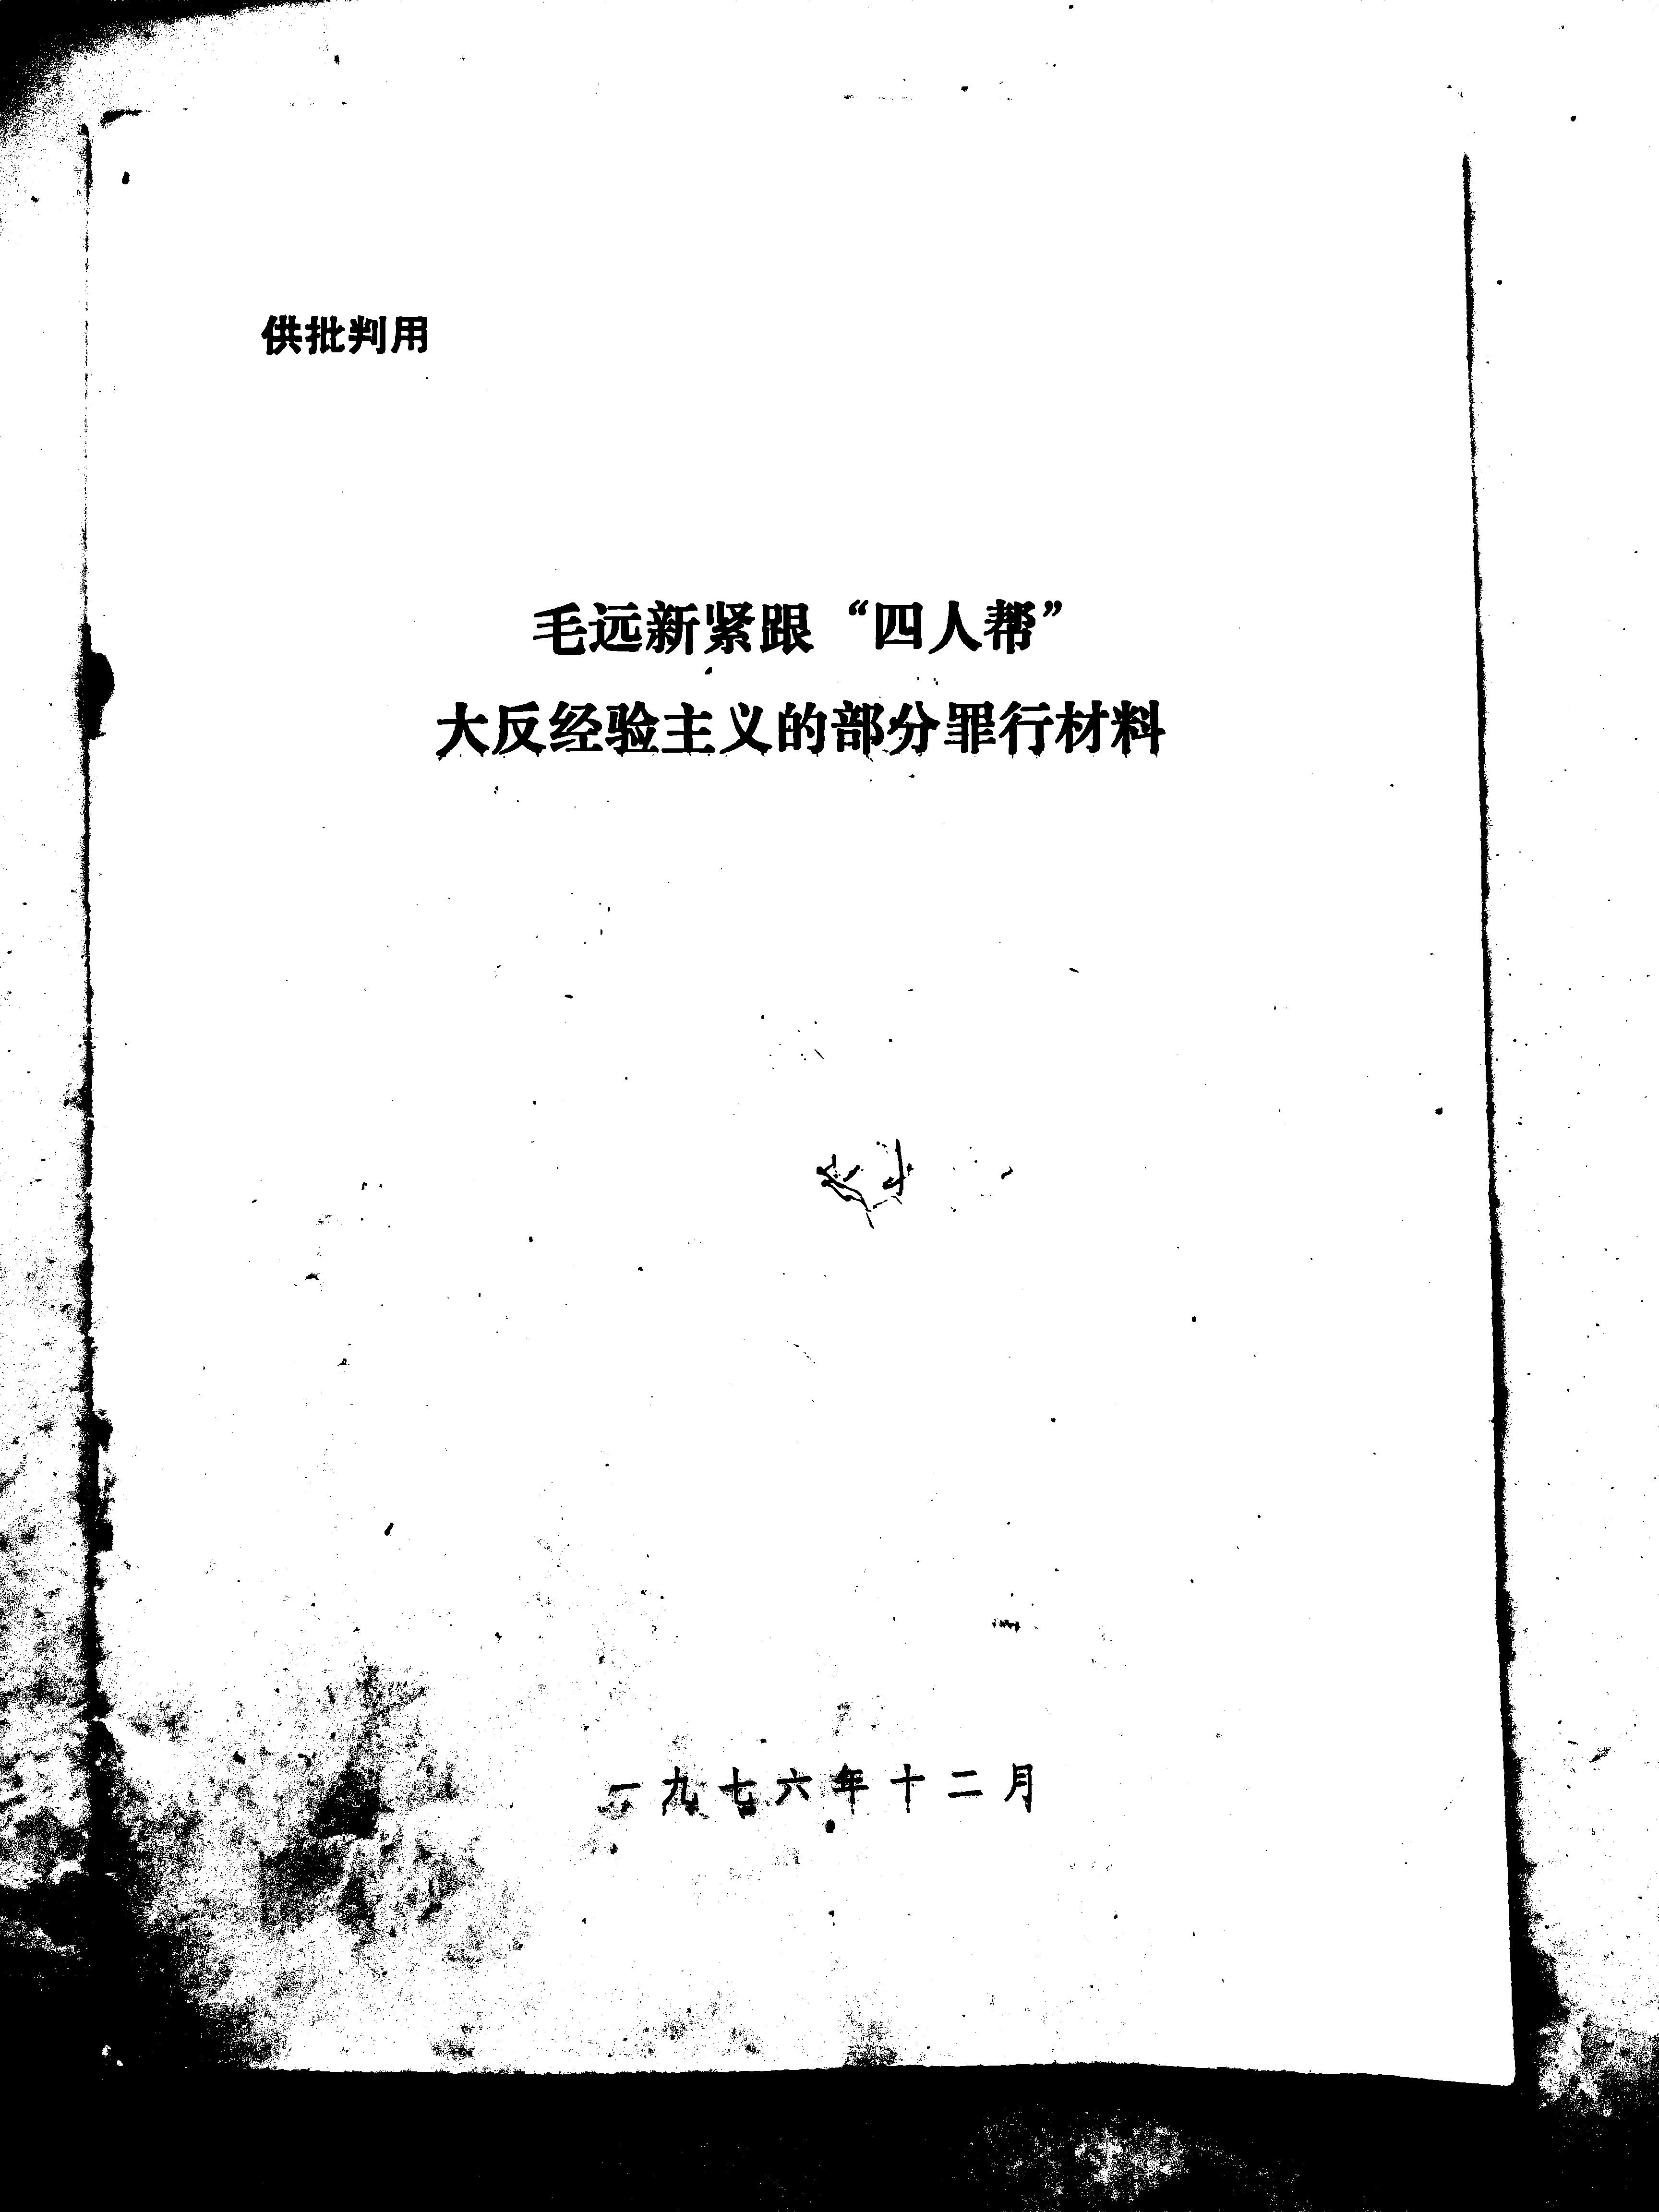 供批判用
毛远新紧跟“四人帮”
大反经验主义的部分罪行材料
一九七六年十二月